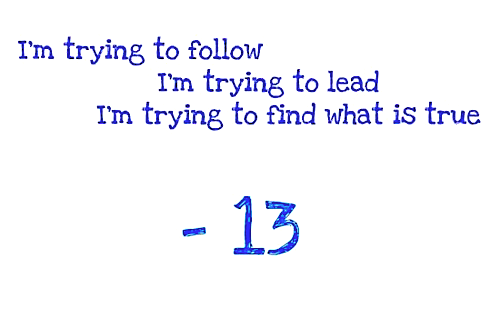 I'm trying to follow
I'm trying to lead
I'm trying to find what is true
- 13